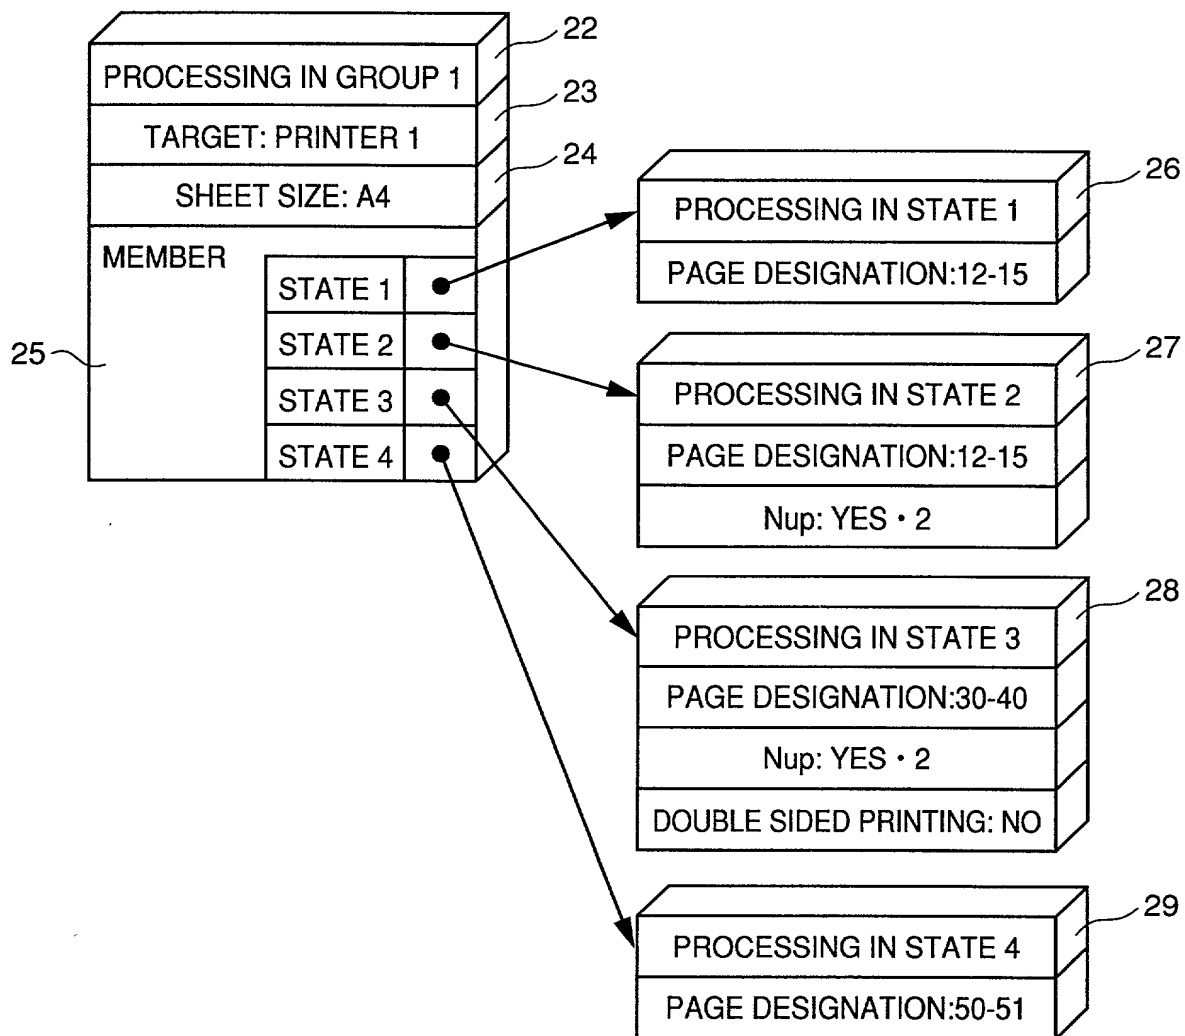 22
PROCESSING IN GROUP 1
23
TARGET: PRINTER 1
24
SHEET SIZE: A4
MEMBER
25
STATE 1
STATE 2
STATE 3
STATE 4
26
PROCESSING IN STATE 1
PAGE DESIGNATION:12-15
27
PROCESSING IN STATE 2
PAGE DESIGNATION:12-15
Nup: YES・2
28
PROCESSING IN STATE 3
PAGE DESIGNATION:30-40
Nup: YES・2
DOUBLE SIDED PRINTING: NO
29
PROCESSING IN STATE 4
PAGE DESIGNATION:50-51